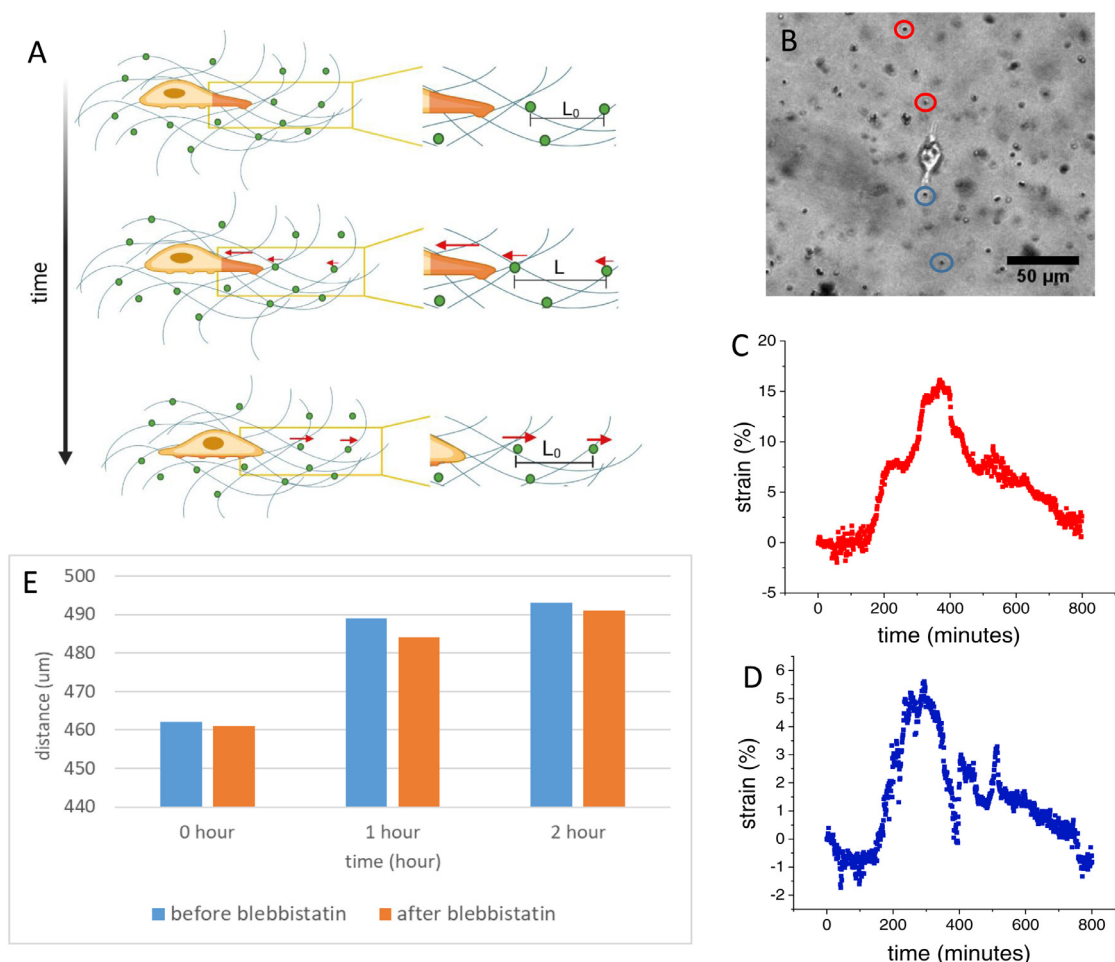 A
time
L₀
L
L₀
B
50 µm
C
20
15
10
5
0
-5
strain (%)
0 200 400 600 800
time (minutes)
D
6
5
4
3
2
1
0
-1
-2
strain (%)
0 200 400 600 800
time (minutes)
E
500
490
480
470
460
450
440
distance (um)
0 hour 1 hour 2 hour
time (hour)
before blebbistatin after blebbistatin